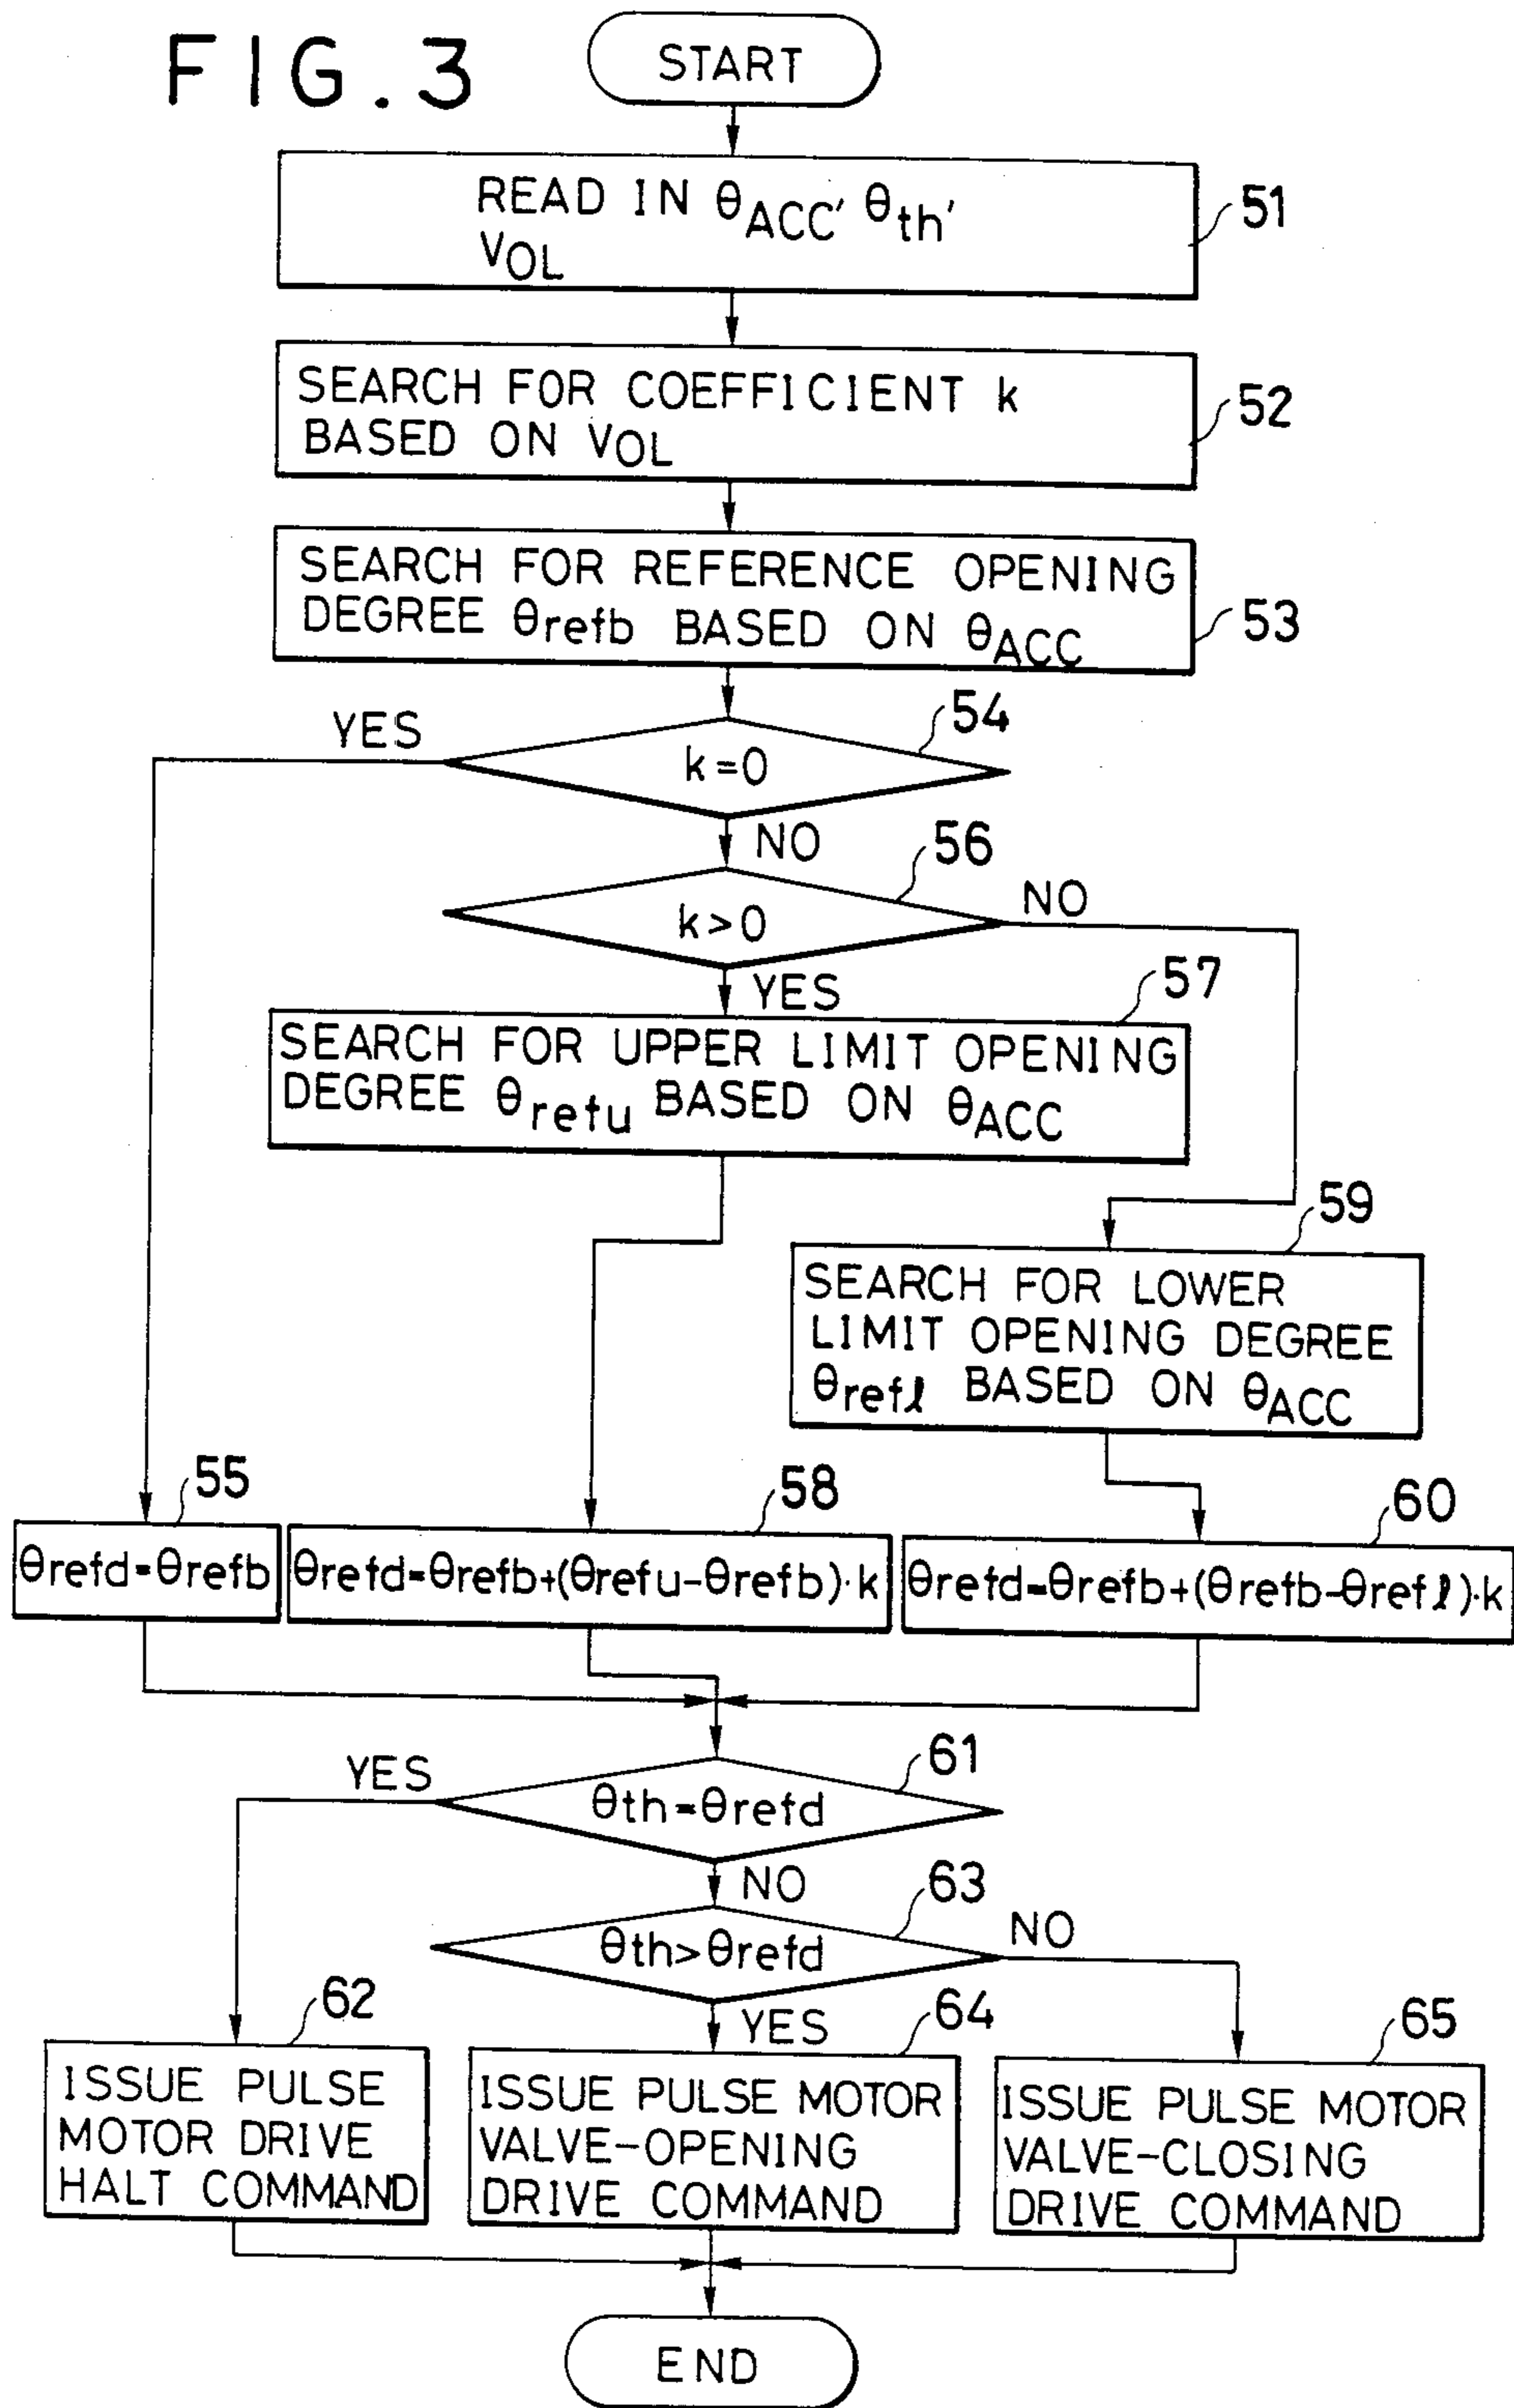 FIG. 3
START
READ IN θACC, θth,
VOL
51
SEARCH FOR COEFFICIENT k
BASED ON VOL
52
SEARCH FOR REFERENCE OPENING
DEGREE θrefb BASED ON θACC
53
54
YES
k=0
NO
56
NO
k>0
YES
57
SEARCH FOR UPPER LIMIT OPENING
DEGREE θrefu BASED ON θACC
59
SEARCH FOR LOWER
LIMIT OPENING DEGREE
θrefl BASED ON θACC
55
58
60
θrefd=θrefb
θrefd=θrefb+(θrefu-θrefb)·k
θrefd=θrefb+(θrefb-θrefl)·k
61
YES
θth=θrefd
NO
63
NO
θth>θrefd
YES
62
64
65
ISSUE PULSE
MOTOR DRIVE
HALT COMMAND
ISSUE PULSE MOTOR
VALVE-OPENING
DRIVE COMMAND
ISSUE PULSE MOTOR
VALVE-CLOSING
DRIVE COMMAND
END